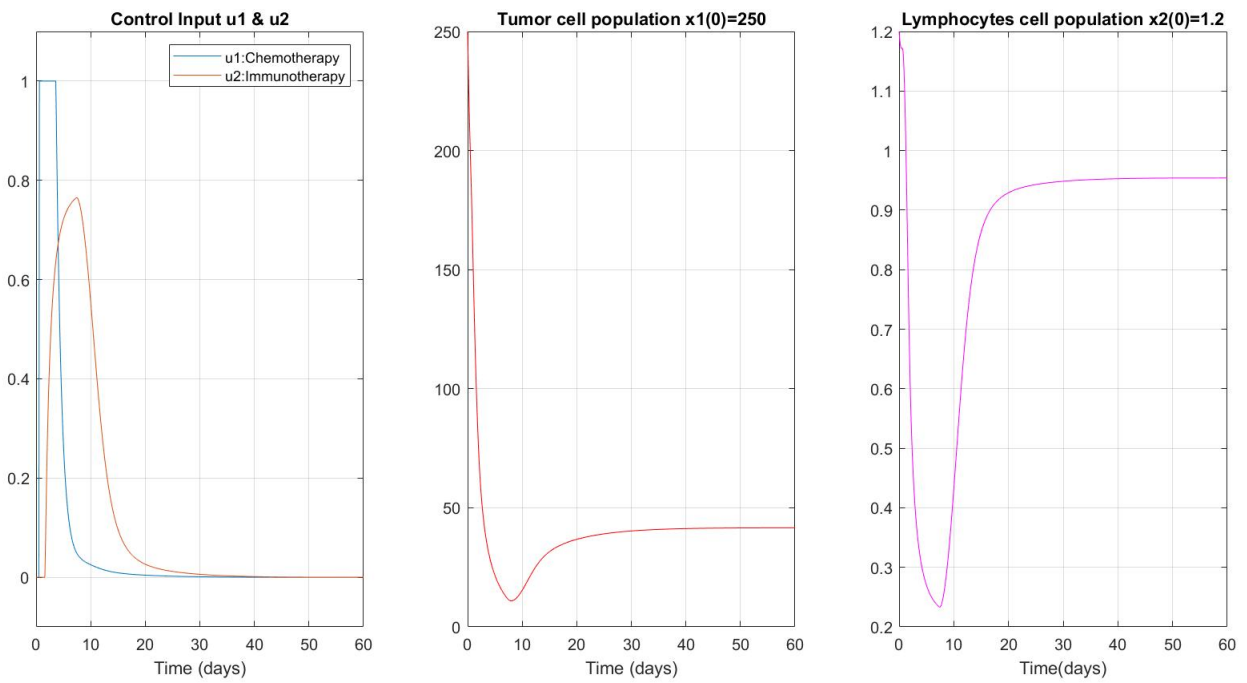 Control Input u1 & u2
u1:Chemotherapy
u2:Immunotherapy
1
0.8
0.6
0.4
0.2
0
0 10 20 30 40 50 60
Time (days)
Tumor cell population x1(0)=250
250
200
150
100
50
0
0 10 20 30 40 50 60
Time (days)
Lymphocytes cell population x2(0)=1.2
1.2
1.1
1
0.9
0.8
0.7
0.6
0.5
0.4
0.3
0.2
0 10 20 30 40 50 60
Time(days)